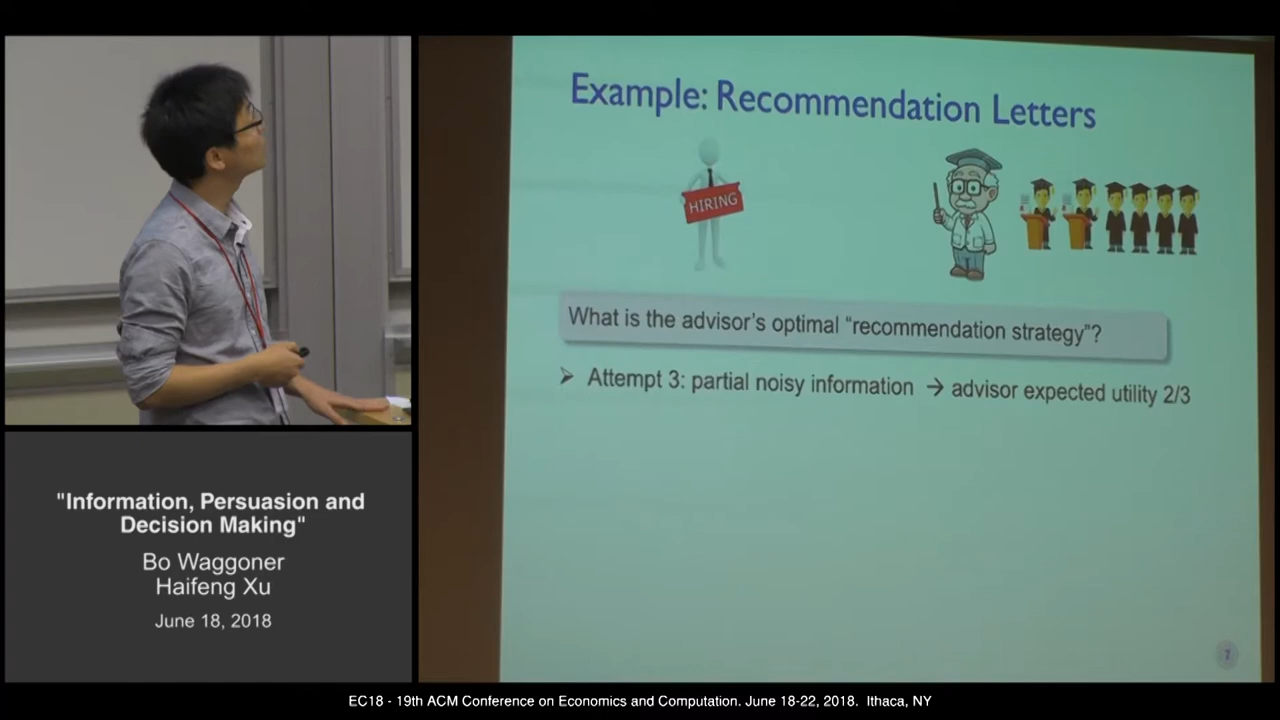 Example: Recommendation Letters
HIRING
What is the advisor's optimal “recommendation strategy”?
➢ Attempt 3: partial noisy information → advisor expected utility 2/3
7
"Information, Persuasion and
Decision Making"
Bo Waggoner
Haifeng Xu
June 18, 2018
EC18 - 19th ACM Conference on Economics and Computation. June 18-22, 2018. Ithaca, NY